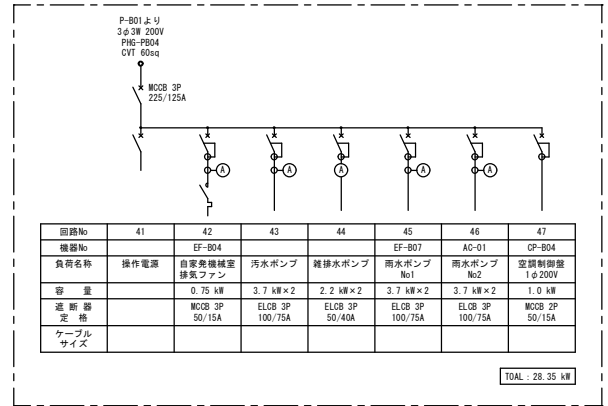 P-B01より
3φ3W 200V
PHG-PB04
CVT 60sq
MCCB 3P
225/125A
A A A A A
回路No 41 42 43 44 45 46 47
機器No EF-B04 EF-B07 AC-01 CP-B04
負荷名称 操作電源 自家発機械室 汚水ポンプ 雑排水ポンプ 雨水ポンプ 雨水ポンプ 空調制御盤
排気ファン No1 No2 1φ200V
容 量 0.75 kW 3.7 kW×2 2.2 kW×2 3.7 kW×2 3.7 kW×2 1.0 kW
遮 断 器 MCCB 3P ELCB 3P ELCB 3P ELCB 3P ELCB 3P MCCB 2P
定 格 50/15A 100/75A 50/40A 100/75A 100/75A 50/15A
ケーブル
サイズ
TOAL : 28.35 kW